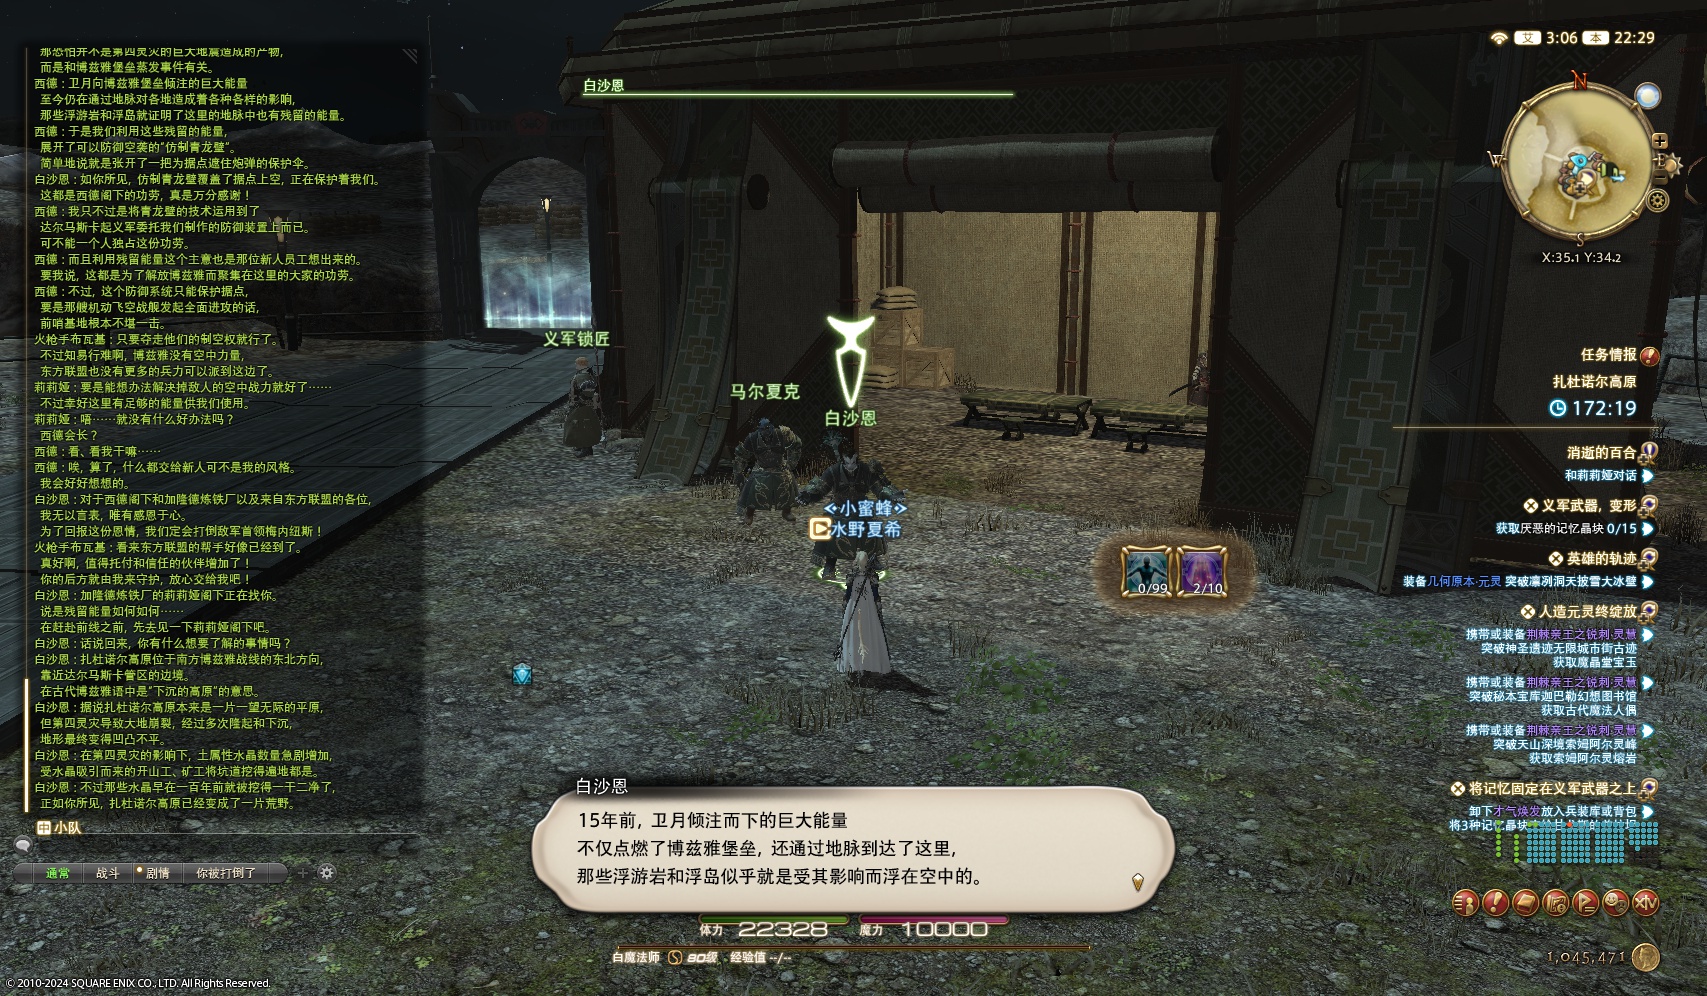 那恐怕并不是第四灵灾的巨大地震造成的产物，
而是和博兹雅堡垒蒸发事件有关。
西德：卫月向博兹雅堡垒倾注的巨大能量
至今仍在通过地脉对各地造成着各种各样的影响，
那些浮游岩和浮岛就证明了这里的地脉中也有残留的能量。
西德：于是我们利用这些残留的能量，
展开了可以防御空袭的“仿制青龙壁”。
简单地说就是张开了一把为据点遮住炮弹的保护伞。
白沙恩：如你所见，仿制青龙壁覆盖了据点上空，正在保护着我们。
这都是西德阁下的功劳，真是万分感谢！
西德：我只不过是将青龙壁的技术运用到了
达尔马斯卡起义军委托我们制作的防御装置上而已。
可不能一个人独占这份功劳。
西德：而且利用残留能量这个主意也是那位新人员工想出来的。
要我说，这都是为了解放博兹雅而聚集在这里的大家的功劳。
西德：不过，这个防御系统只能保护据点，
要是那艘机动飞空战舰发起全面进攻的话，
前哨基地根本不堪一击。
火枪手布瓦基：只要夺走他们的制空权就行了。
不过知易行难啊，博兹雅没有空中力量，
东方联盟也没有更多的兵力可以派到这边了。
莉莉娅：要是能想办法解决掉敌人的空中战力就好了……
不过幸好这里有足够的能量供我们使用。
莉莉娅：唔……就没有什么好办法吗？
西德会长？
西德：看、看我干嘛……
西德：唉，算了，什么都交给新人可不是我的风格。
我会好好想想的。
白沙恩：对于西德阁下和加隆德炼铁厂以及来自东方联盟的各位，
我无以言表，唯有感恩于心。
为了回报这份恩情，我们定会打倒敌军首领梅内纽斯！
火枪手布瓦基：看来东方联盟的帮手好像已经到了。
真好啊，值得托付和信任的伙伴增加了！
你的后方就由我来守护，放心交给我吧！
白沙恩：加隆德炼铁厂的莉莉娅阁下正在找你。
说是残留能量如何如何……
在赶赴前线之前，先去见一下莉莉娅阁下吧。
白沙恩：话说回来，你有什么想要了解的事情吗？
白沙恩：扎杜诺尔高原位于南方博兹雅战线的东北方向，
靠近达尔马斯卡管区的边境。
在古代博兹雅语中是“下沉的高原”的意思。
白沙恩：据说扎杜诺尔高原本来是一片一望无际的平原，
但第四灵灾导致大地崩裂，经过多次隆起和下沉，
地形最终变得凹凸不平。
白沙恩：在第四灵灾的影响下，土属性水晶数量急剧增加，
受水晶吸引而来的开山工、矿工将坑道挖得遍地都是。
白沙恩：不过那些水晶早在一百年前就被挖得一干二净了，
正如你所见，扎杜诺尔高原已经变成了一片荒野。
小队
通常 战斗 剧情 你被打倒了
白沙恩
义军锁匠
马尔夏克
白沙恩
小蜜蜂
水野夏希
0/99 2/10
艾 3:06 本 22:29
N
W
E
S
X:35.1 Y:34.2
任务情报
扎杜诺尔高原
172:19
消逝的百合
和莉莉娅对话
义军武器，变形
获取厌恶的记忆晶块 0/15
英雄的轨迹
装备几何原本·元灵 突破凛冽洞天披雪大冰壁
人造元灵终绽放
携带或装备荆棘亲王之锐刺·灵慧
突破神圣遗迹无限城市街古迹
获取魔晶堂宝玉
携带或装备荆棘亲王之锐刺·灵慧
突破秘本宝库迦巴勒幻想图书馆
获取古代魔法人偶
携带或装备荆棘亲王之锐刺·灵慧
突破天山深境索姆阿尔灵峰
获取索姆阿尔灵熔岩
将记忆固定在义军武器之上
卸下才气焕发放入兵装库或背包
白沙恩
15年前，卫月倾注而下的巨大能量
不仅点燃了博兹雅堡垒，还通过地脉到达了这里，
那些浮游岩和浮岛似乎就是受其影响而浮在空中的。
体力 22328 魔力 10000
白魔法师 80级 经验值 --/--
1,045,471
© 2010-2024 SQUARE ENIX CO., LTD. All Rights Reserved.